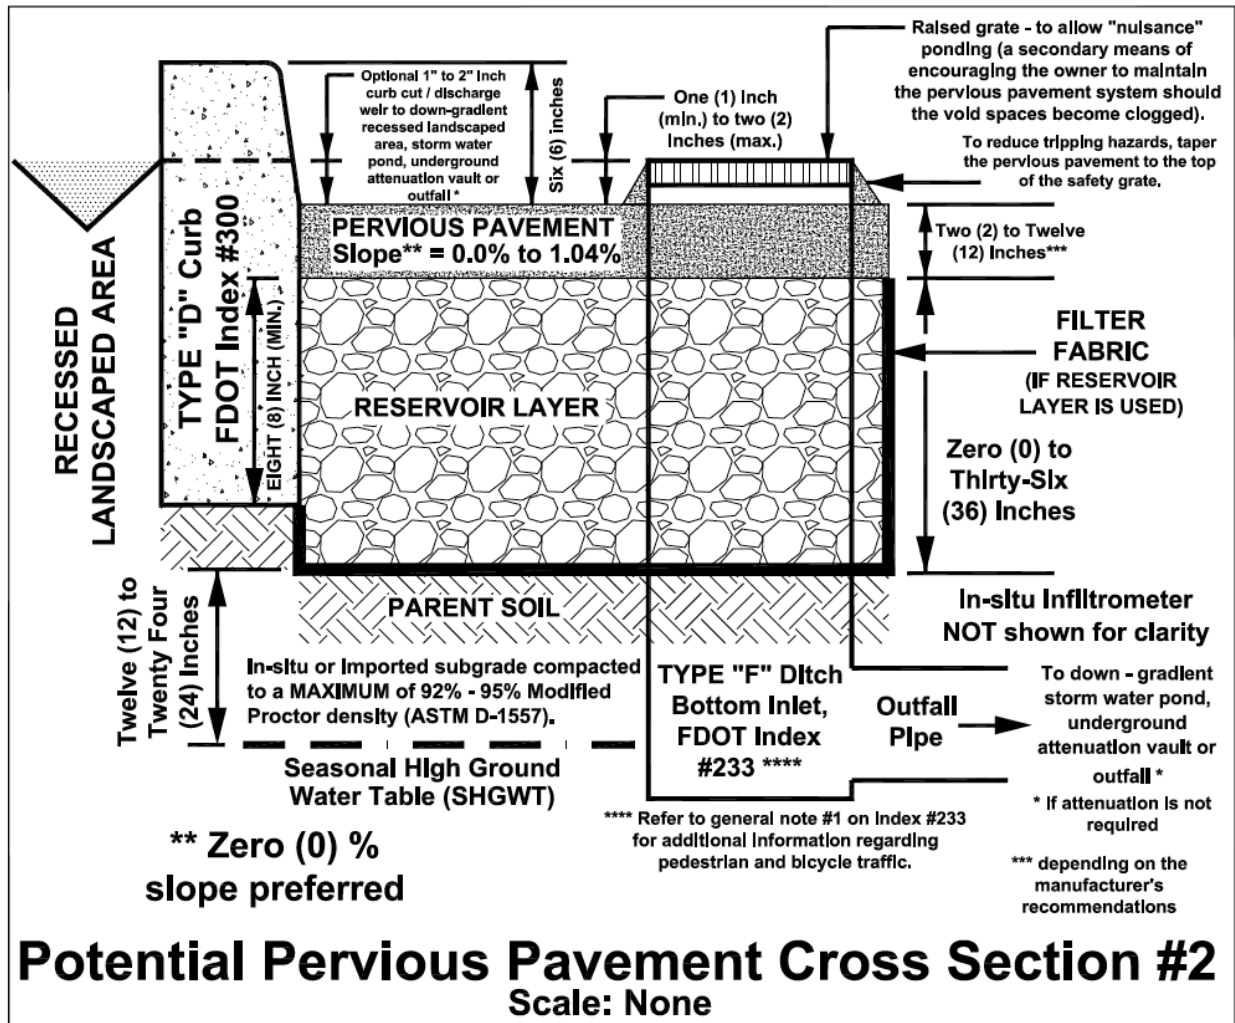 Optional 1" to 2" inch
curb cut / discharge
weir to down-gradient
recessed landscaped
area, storm water
pond, underground
attenuation vault or
outfall *
Six (6) inches
One (1) inch
(min.) to two (2)
inches (max.)
Raised grate - to allow "nuisance"
ponding (a secondary means of
encouraging the owner to maintain
the pervious pavement system should
the void spaces become clogged).
To reduce tripping hazards, taper
the pervious pavement to the top
of the safety grate.
RECESSED
LANDSCAPED AREA
TYPE "D" Curb
FDOT Index #300
EIGHT (8) INCH (MIN.)
PERVIOUS PAVEMENT
Slope** = 0.0% to 1.04%
Two (2) to Twelve
(12) Inches***
RESERVOIR LAYER
FILTER
FABRIC
(IF RESERVOIR
LAYER IS USED)
Zero (0) to
Thirty-Six
(36) Inches
PARENT SOIL
In-situ Infiltrometer
NOT shown for clarity
Twelve (12) to
Twenty Four
(24) Inches
In-situ or imported subgrade compacted
to a MAXIMUM of 92% - 95% Modified
Proctor density (ASTM D-1557).
Seasonal High Ground
Water Table (SHGWT)
TYPE "F" Ditch
Bottom Inlet,
FDOT Index
#233 ****
Outfall
Pipe
To down - gradient
storm water pond,
underground
attenuation vault or
outfall *
* If attenuation is not
required
**** Refer to general note #1 on Index #233
for additional information regarding
pedestrian and bicycle traffic.
*** depending on the
manufacturer's
recommendations
** Zero (0) %
slope preferred
Potential Pervious Pavement Cross Section #2
Scale: None